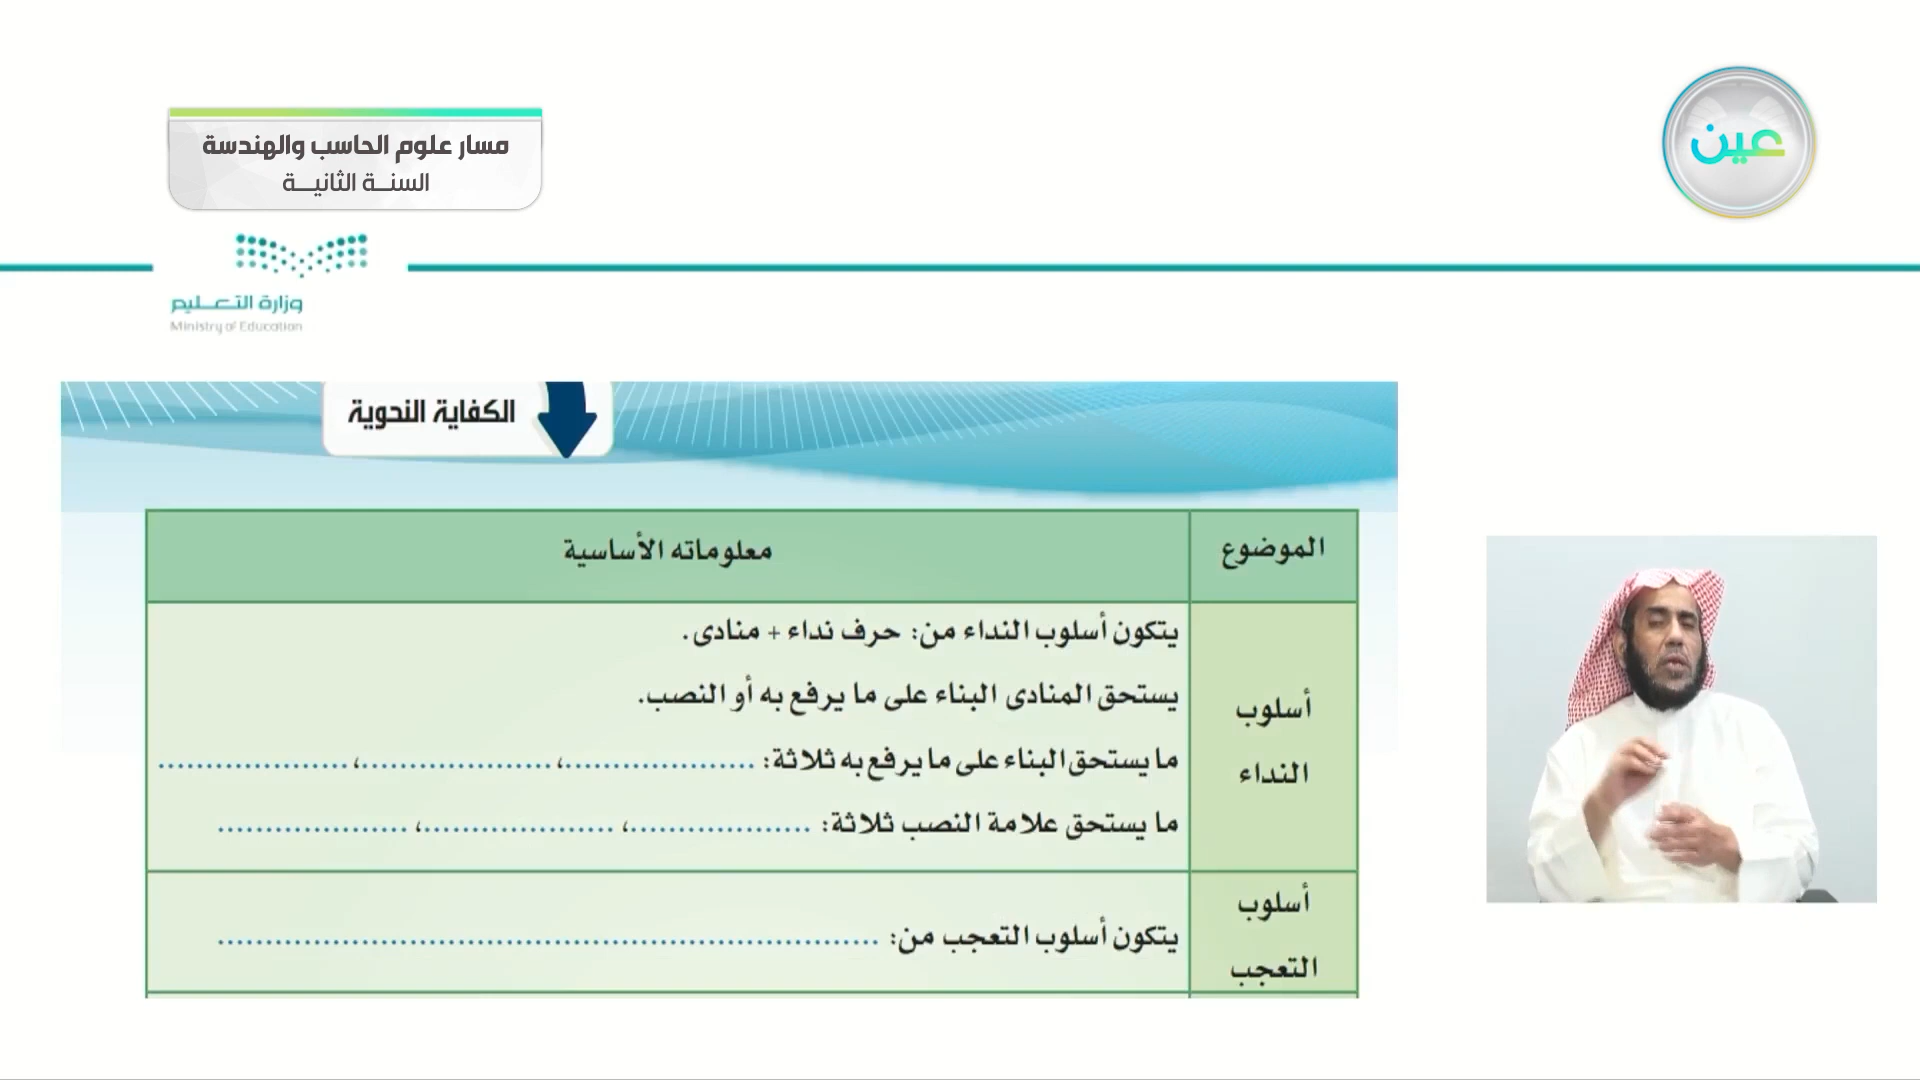 مسار علوم الحاسب والهندسة
السنــة الثانيــة
عين
وزارة التعـليم
Ministry of Education
الكفاية النحوية
الموضوع
معلوماته الأساسية
أسلوب
النداء
يتكون أسلوب النداء من: حرف نداء + منادى.
يستحق المنادى البناء على ما يرفع به أو النصب.
ما يستحق البناء على ما يرفع به ثلاثة: ....................، ....................، ....................
ما يستحق علامة النصب ثلاثة: ....................، ....................، ....................
أسلوب
التعجب
يتكون أسلوب التعجب من: ......................................................................